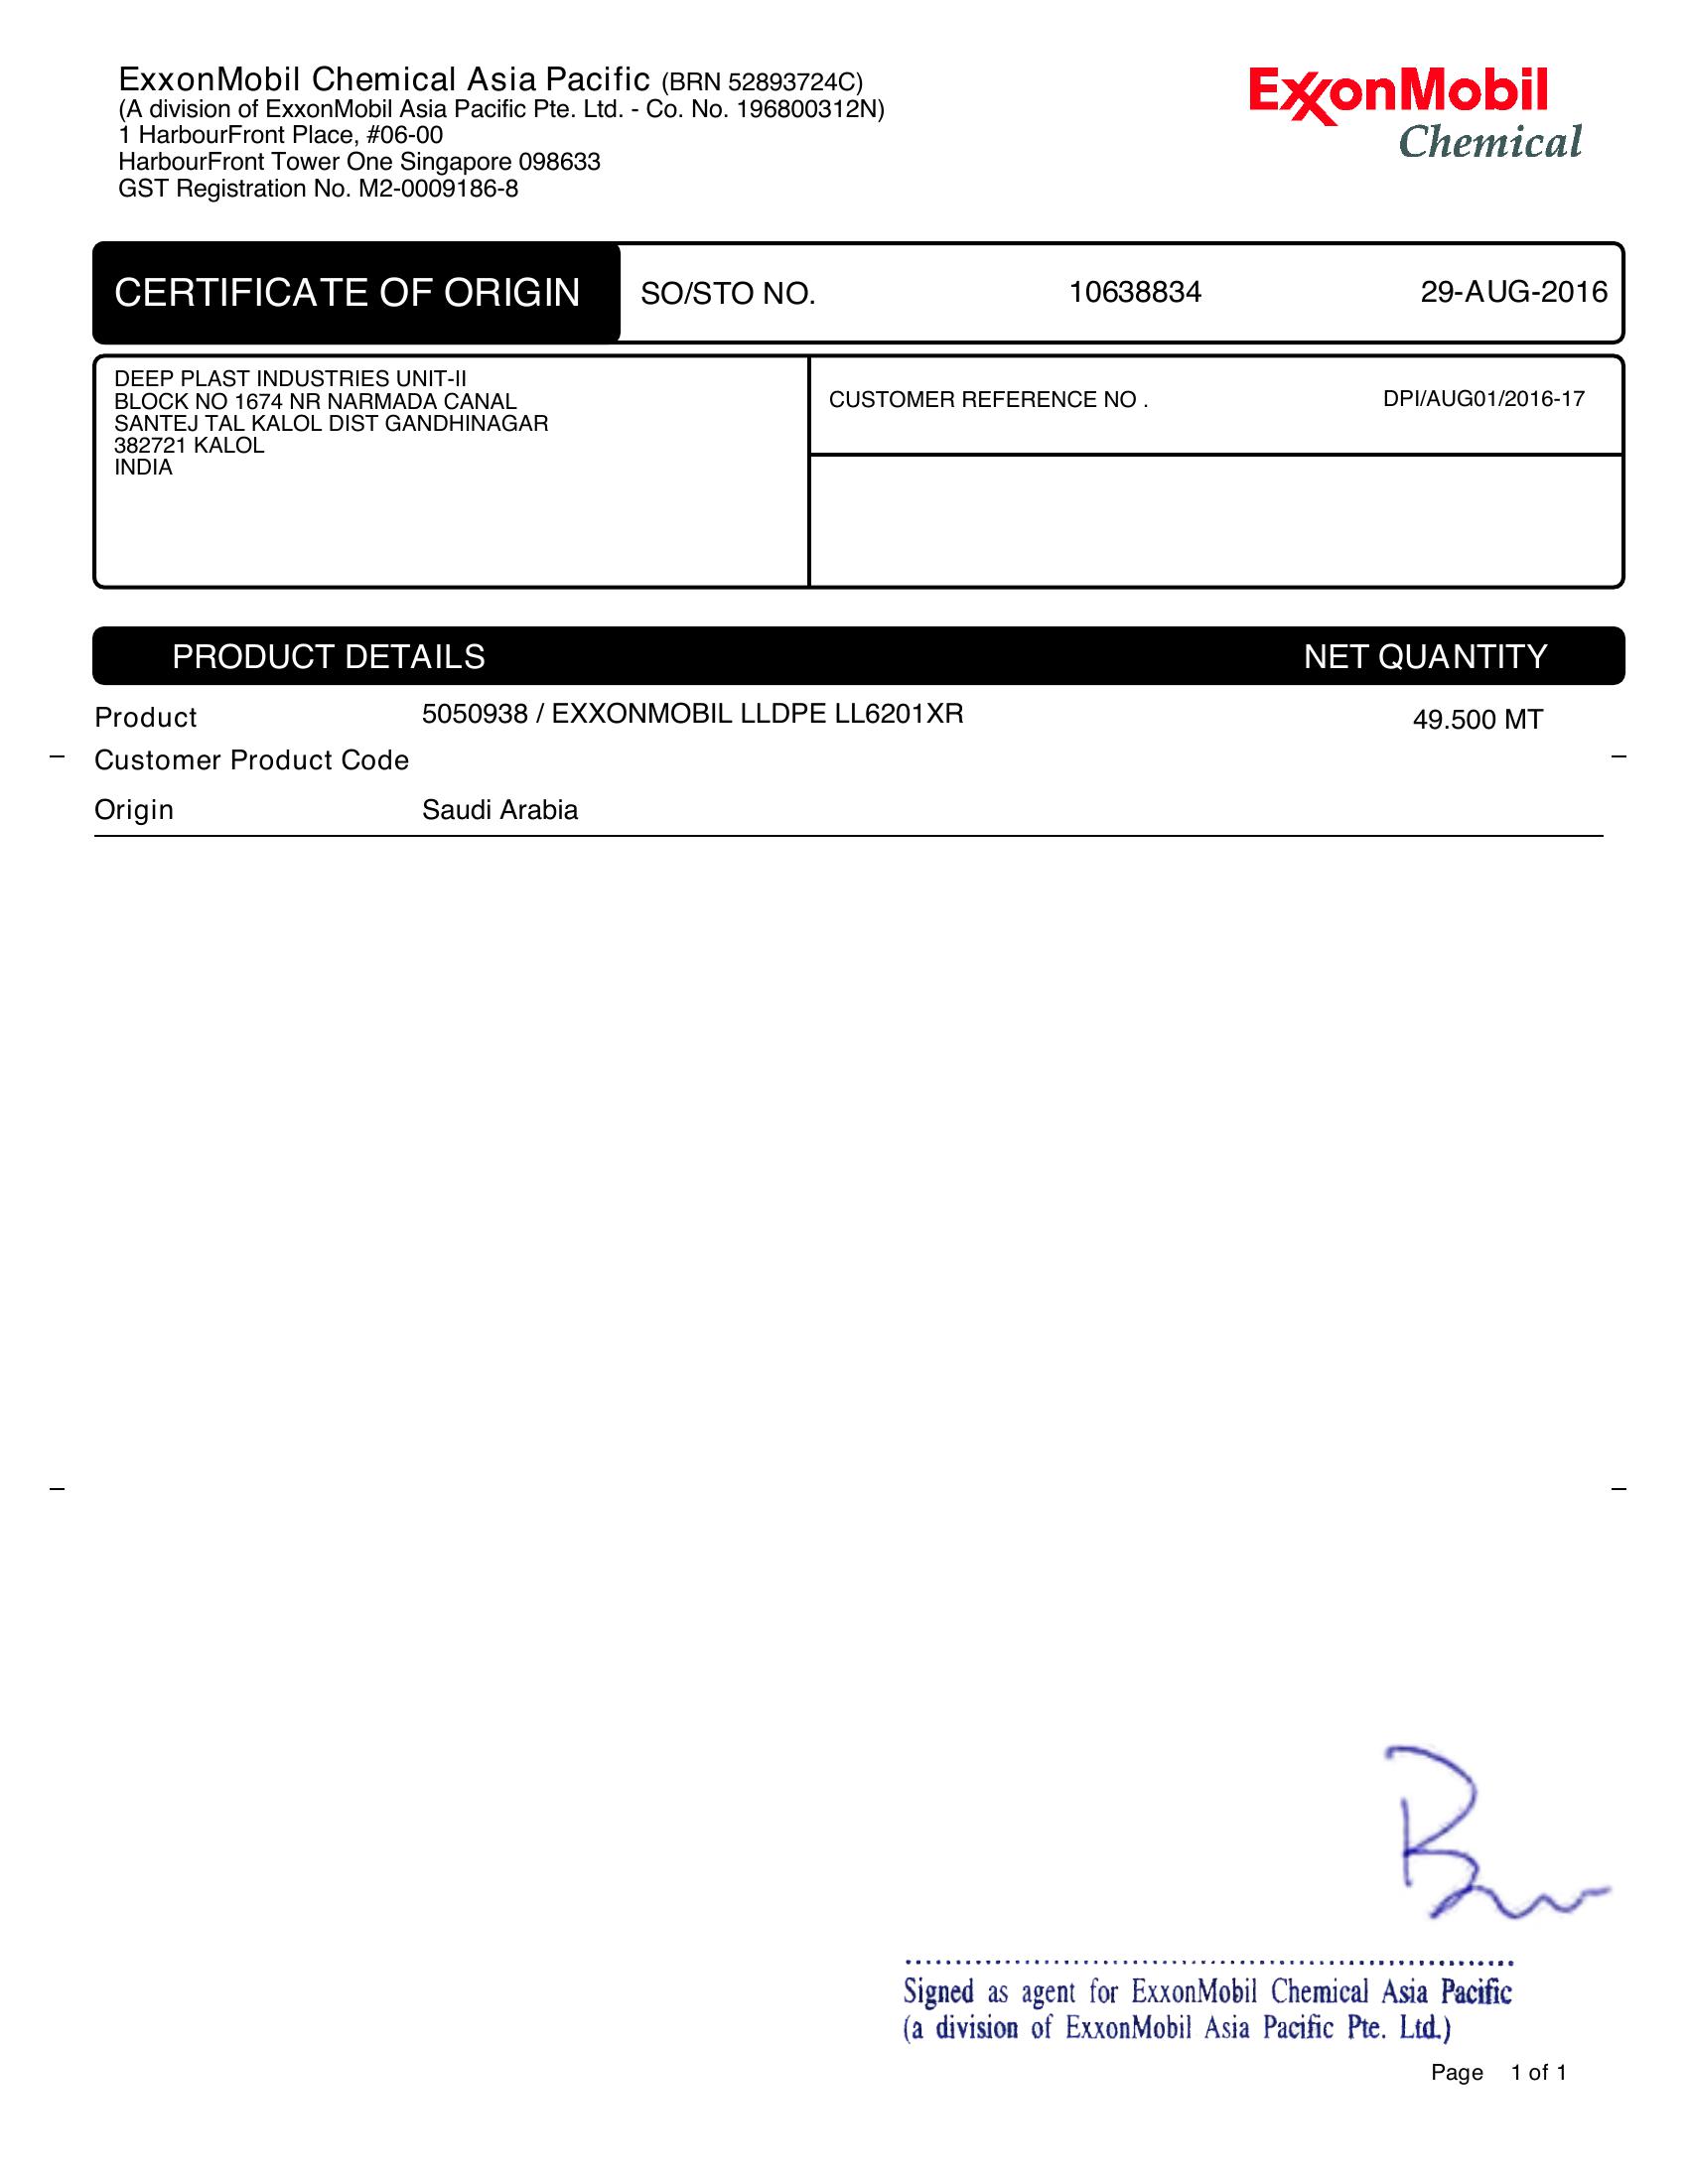 ExxonMobil Chemical Asia Pacific (BRN 52893724C)
(A division of ExxonMobil Asia Pacific Pte. Ltd. - Co. No. 196800312N)
1 HarbourFront Place, #06-00
HarbourFront Tower One Singapore 098633
GST Registration No. M2-0009186-8
ExxonMobil
Chemical
CERTIFICATE OF ORIGIN SO/STO NO. 10638834 29-AUG-2016
DEEP PLAST INDUSTRIES UNIT-II
BLOCK NO 1674 NR NARMADA CANAL
SANTEJ TAL KALOL DIST GANDHINAGAR
382721 KALOL
INDIA
CUSTOMER REFERENCE NO . DPI/AUG01/2016-17
PRODUCT DETAILS NET QUANTITY
Product 5050938 / EXXONMOBIL LLDPE LL6201XR 49.500 MT
Customer Product Code
Origin Saudi Arabia
Signed as agent for ExxonMobil Chemical Asia Pacific
(a division of ExxonMobil Asia Pacific Pte. Ltd.)
Page 1 of 1